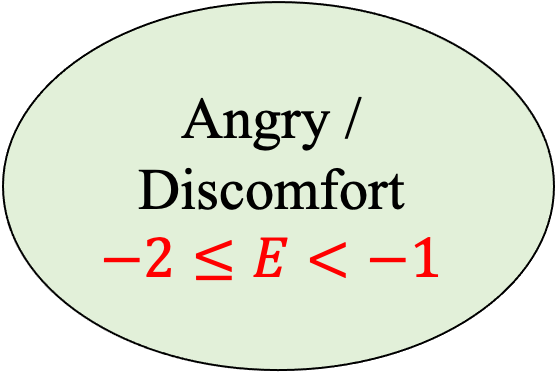 Angry /
Discomfort
−2 ≤ E < −1